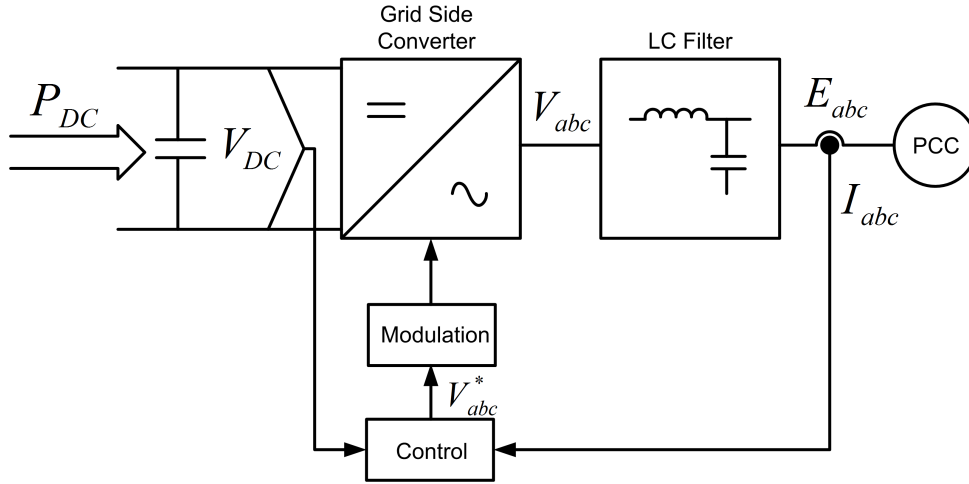 Grid Side
Converter
LC Filter
P_DC
V_DC
V_abc
E_abc
PCC
I_abc
Modulation
V*_abc
Control